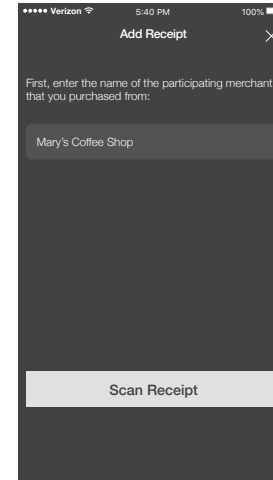 Verizon 5:40 PM 100%
Add Receipt
First, enter the name of the participating merchant
that you purchased from:
Mary's Coffee Shop
Scan Receipt